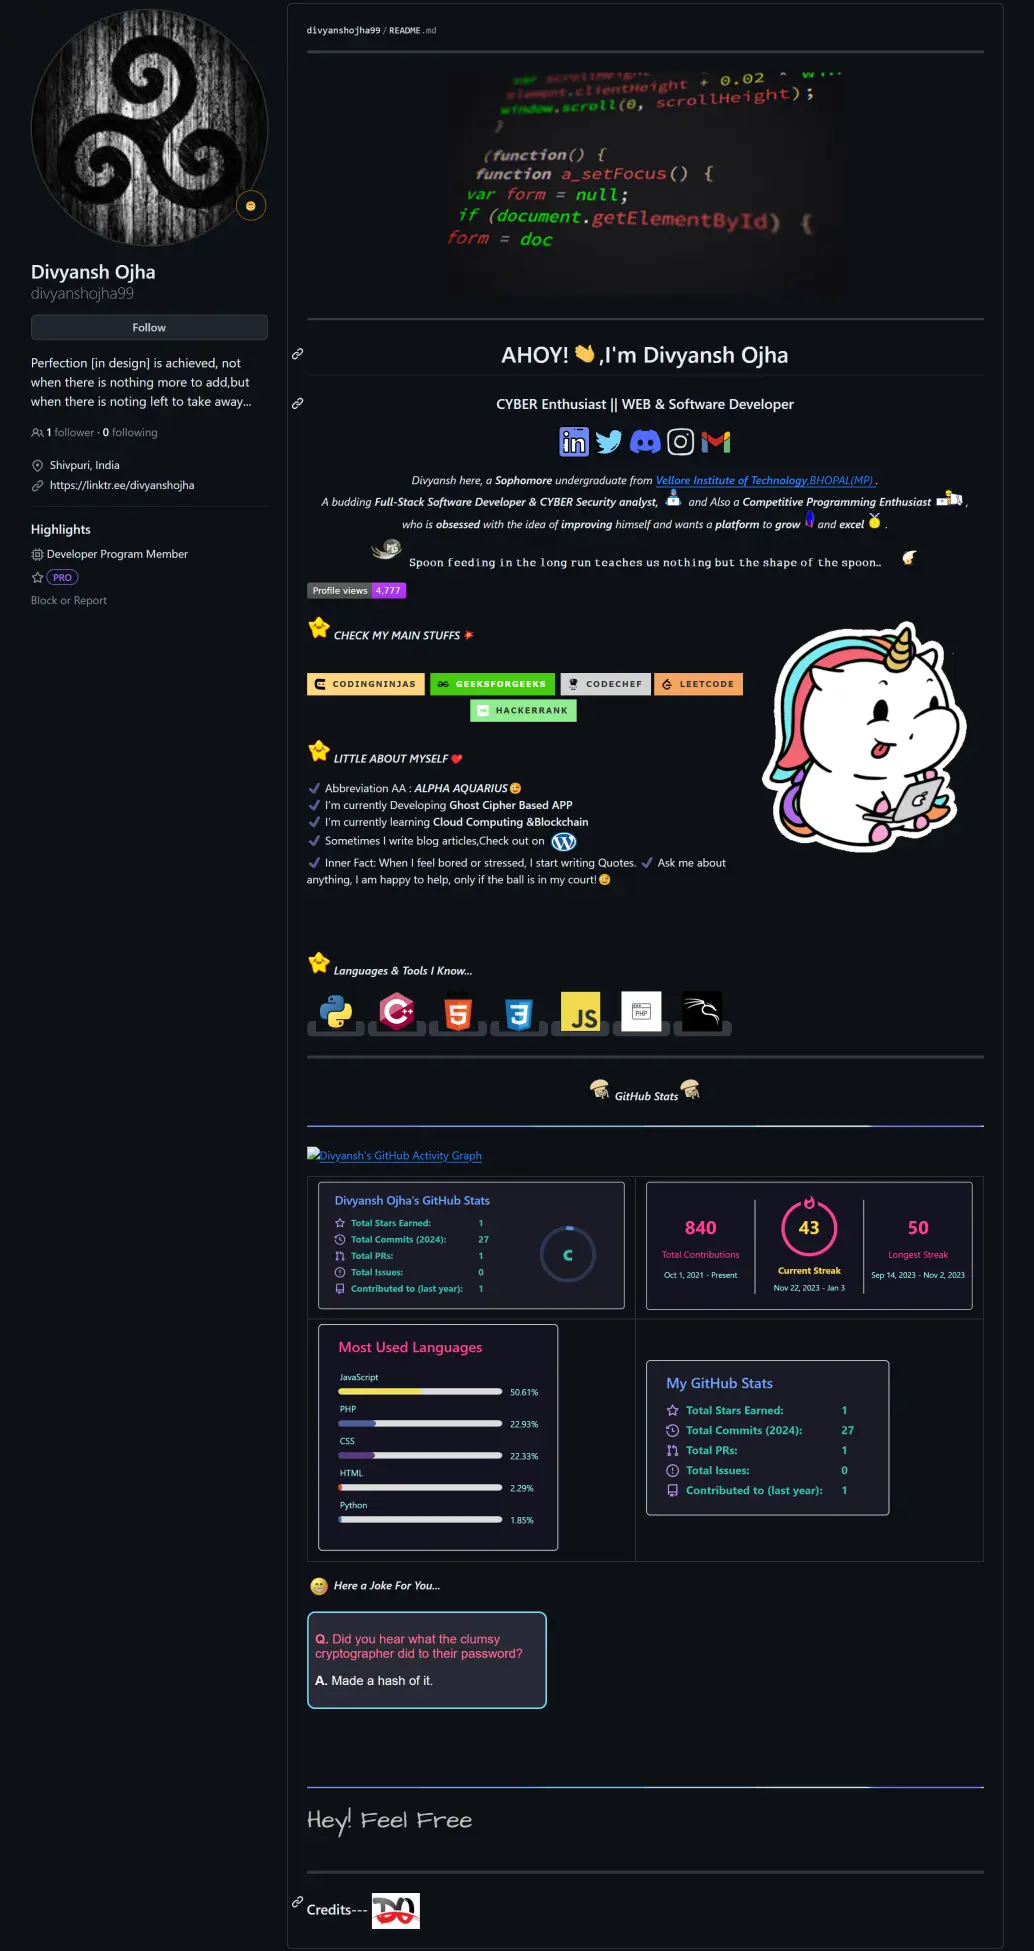 Divyansh Ojha
divyanshojha99
Follow
Perfection [in design] is achieved, not
when there is nothing more to add,but
when there is noting left to take away...
1 follower · 0 following
Shivpuri, India
https://linktr.ee/divyanshojha
Highlights
Developer Program Member
PRO
Block or Report
divyanshojha99/README.md
var scrollHeight
element.clientHeight + 0.02
window.scroll(0, scrollHeight);
}
(function() {
function a_setFocus() {
var form = null;
if (document.getElementById) {
form = doc
AHOY! 👋,I'm Divyansh Ojha
CYBER Enthusiast || WEB & Software Developer
in
Divyansh here, a Sophomore undergraduate from Vellore Institute of Technology,BHOPAL(MP) .
A budding Full-Stack Software Developer & CYBER Security analyst, and Also a Competitive Programming Enthusiast ,
who is obsessed with the idea of improving himself and wants a platform to grow and excel .
Spoon feeding in the long run teaches us nothing but the shape of the spoon..
Profile views 4,777
CHECK MY MAIN STUFFS 💥
CODINGNINJAS GEEKSFORGEEKS CODECHEF LEETCODE
HACKERRANK
LITTLE ABOUT MYSELF ❤️
✔️ Abbreviation AA : ALPHA AQUARIUS 😉
✔️ I'm currently Developing Ghost Cipher Based APP
✔️ I'm currently learning Cloud Computing &Blockchain
✔️ Sometimes I write blog articles,Check out on
✔️ Inner Fact: When I feel bored or stressed, I start writing Quotes. ✔️ Ask me about
anything, I am happy to help, only if the ball is in my court!😉
Languages & Tools I Know...
C++ 5 3 JS PHP
GitHub Stats
Divyansh's GitHub Activity Graph
Divyansh Ojha's GitHub Stats
Total Stars Earned: 1
Total Commits (2024): 27
Total PRs: 1
Total Issues: 0
Contributed to (last year): 1
C
840
Total Contributions
Oct 1, 2021 - Present
43
Current Streak
Nov 22, 2023 - Jan 3
50
Longest Streak
Sep 14, 2023 - Nov 2, 2023
Most Used Languages
JavaScript
50.61%
PHP
22.93%
CSS
22.33%
HTML
2.29%
Python
1.85%
My GitHub Stats
Total Stars Earned: 1
Total Commits (2024): 27
Total PRs: 1
Total Issues: 0
Contributed to (last year): 1
😁 Here a Joke For You...
Q. Did you hear what the clumsy
cryptographer did to their password?
A. Made a hash of it.
Hey! Feel Free
Credits--- DO